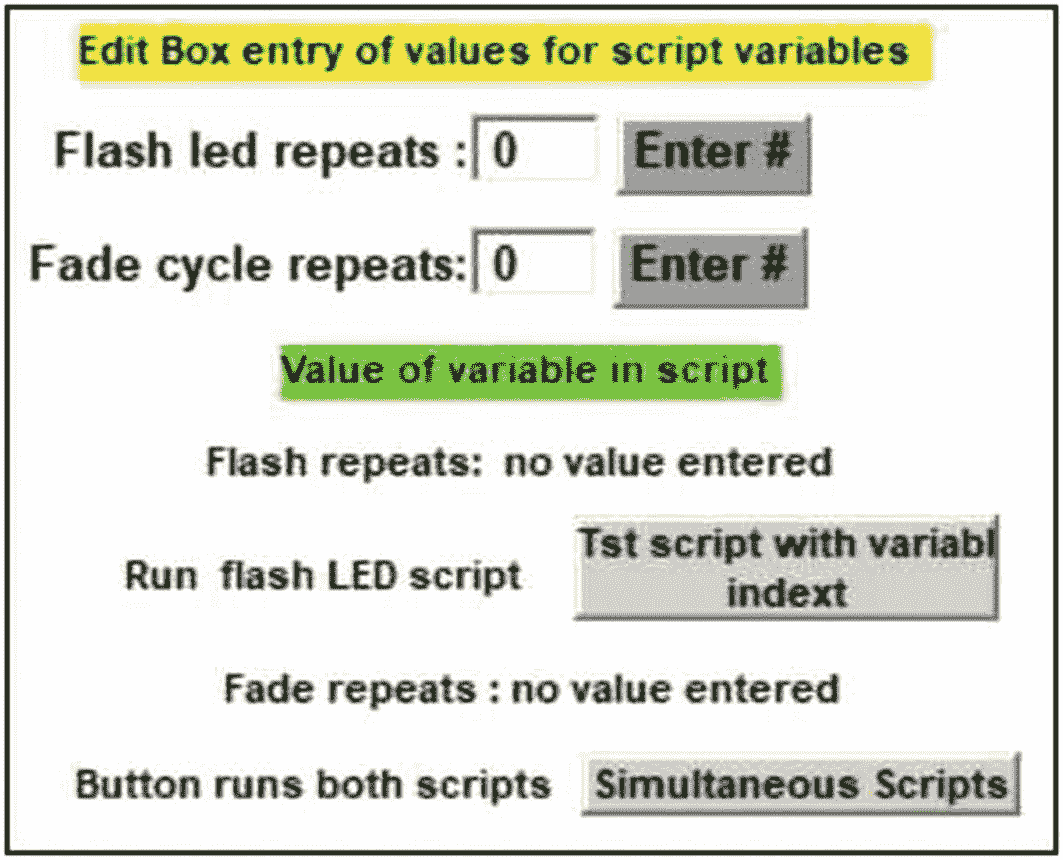 Edit Box entry of values for script variables
Flash led repeats : 0 Enter #
Fade cycle repeats: 0 Enter #
Value of variable in script
Flash repeats: no value entered
Run flash LED script
Tst script with variabl
indext
Fade repeats : no value entered
Button runs both scripts Simultaneous Scripts